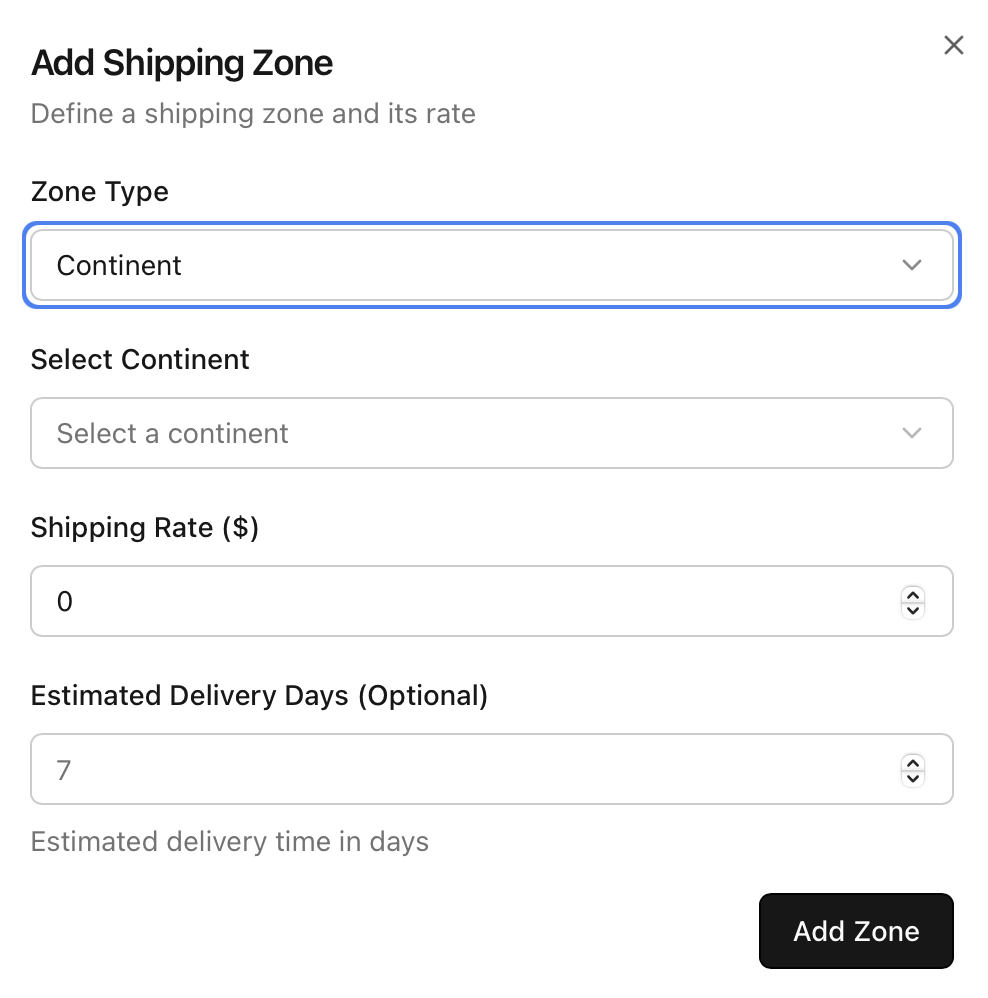 Add Shipping Zone
Define a shipping zone and its rate
Zone Type
Continent
Select Continent
Select a continent
Shipping Rate ($)
0
Estimated Delivery Days (Optional)
7
Estimated delivery time in days
Add Zone